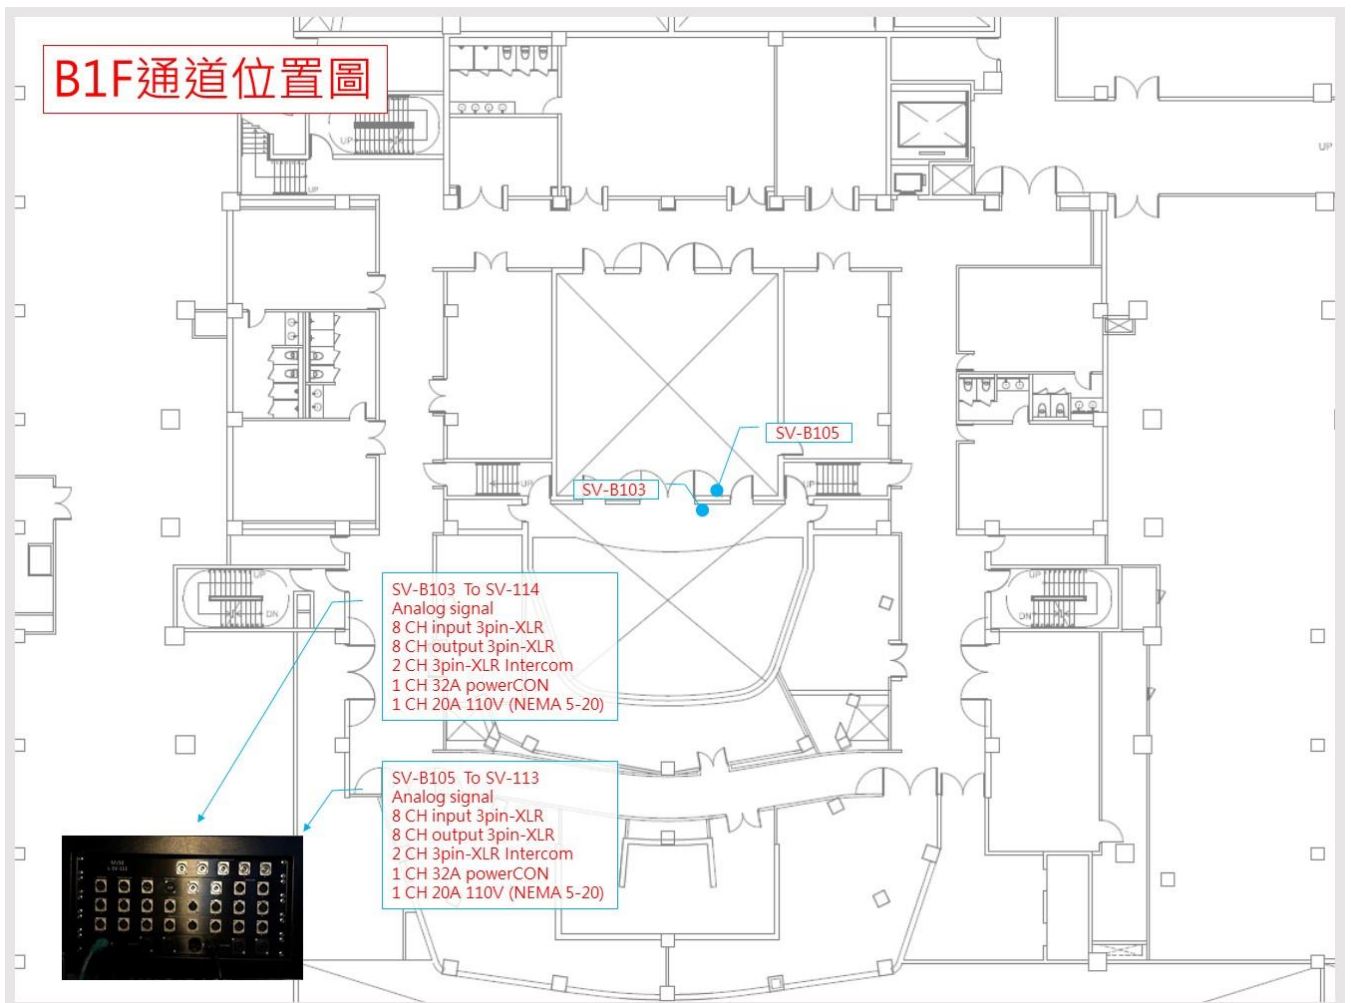 B1F通道位置圖
UP
UP
UP
SV-B105
SV-B103
UP
UP
UP
DN
UP
DN
SV-B103 To SV-114
Analog signal
8 CH input 3pin-XLR
8 CH output 3pin-XLR
2 CH 3pin-XLR Intercom
1 CH 32A powerCON
1 CH 20A 110V (NEMA 5-20)
SV-B105 To SV-113
Analog signal
8 CH input 3pin-XLR
8 CH output 3pin-XLR
2 CH 3pin-XLR Intercom
1 CH 32A powerCON
1 CH 20A 110V (NEMA 5-20)